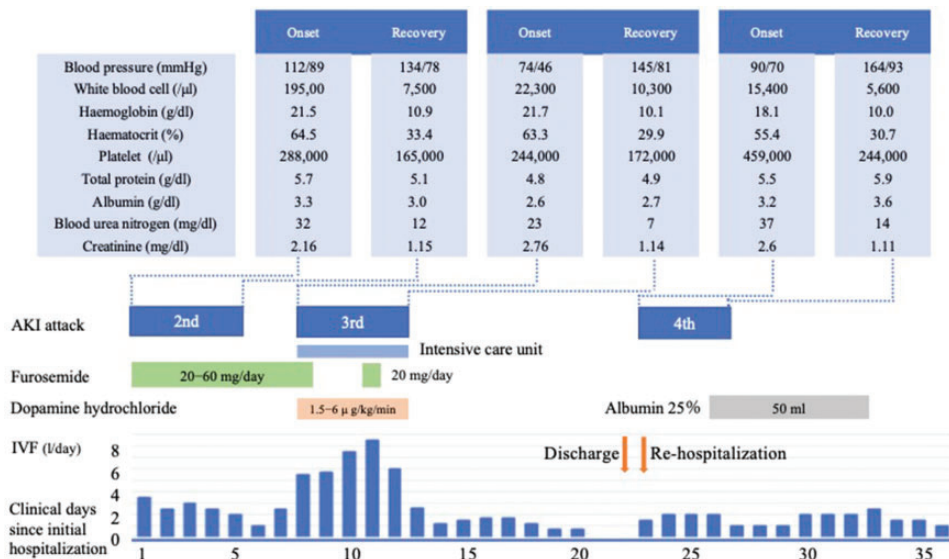 Onset Recovery Onset Recovery Onset Recovery
Blood pressure (mmHg) 112/89 134/78 74/46 145/81 90/70 164/93
White blood cell (/μl) 195,00 7,500 22,300 10,300 15,400 5,600
Haemoglobin (g/dl) 21.5 10.9 21.7 10.1 18.1 10.0
Haematocrit (%) 64.5 33.4 63.3 29.9 55.4 30.7
Platelet (/μl) 288,000 165,000 244,000 172,000 459,000 244,000
Total protein (g/dl) 5.7 5.1 4.8 4.9 5.5 5.9
Albumin (g/dl) 3.3 3.0 2.6 2.7 3.2 3.6
Blood urea nitrogen (mg/dl) 32 12 23 7 37 14
Creatinine (mg/dl) 2.16 1.15 2.76 1.14 2.6 1.11
AKI attack 2nd 3rd 4th
Intensive care unit
Furosemide 20−60 mg/day 20 mg/day
Dopamine hydrochloride 1.5−6 μ g/kg/min Albumin 25% 50 ml
IVF (l/day) 8
Discharge Re-hospitalization
6
4
Clinical days 2
since initial
hospitalization 0
1 5 10 15 20 25 30 35